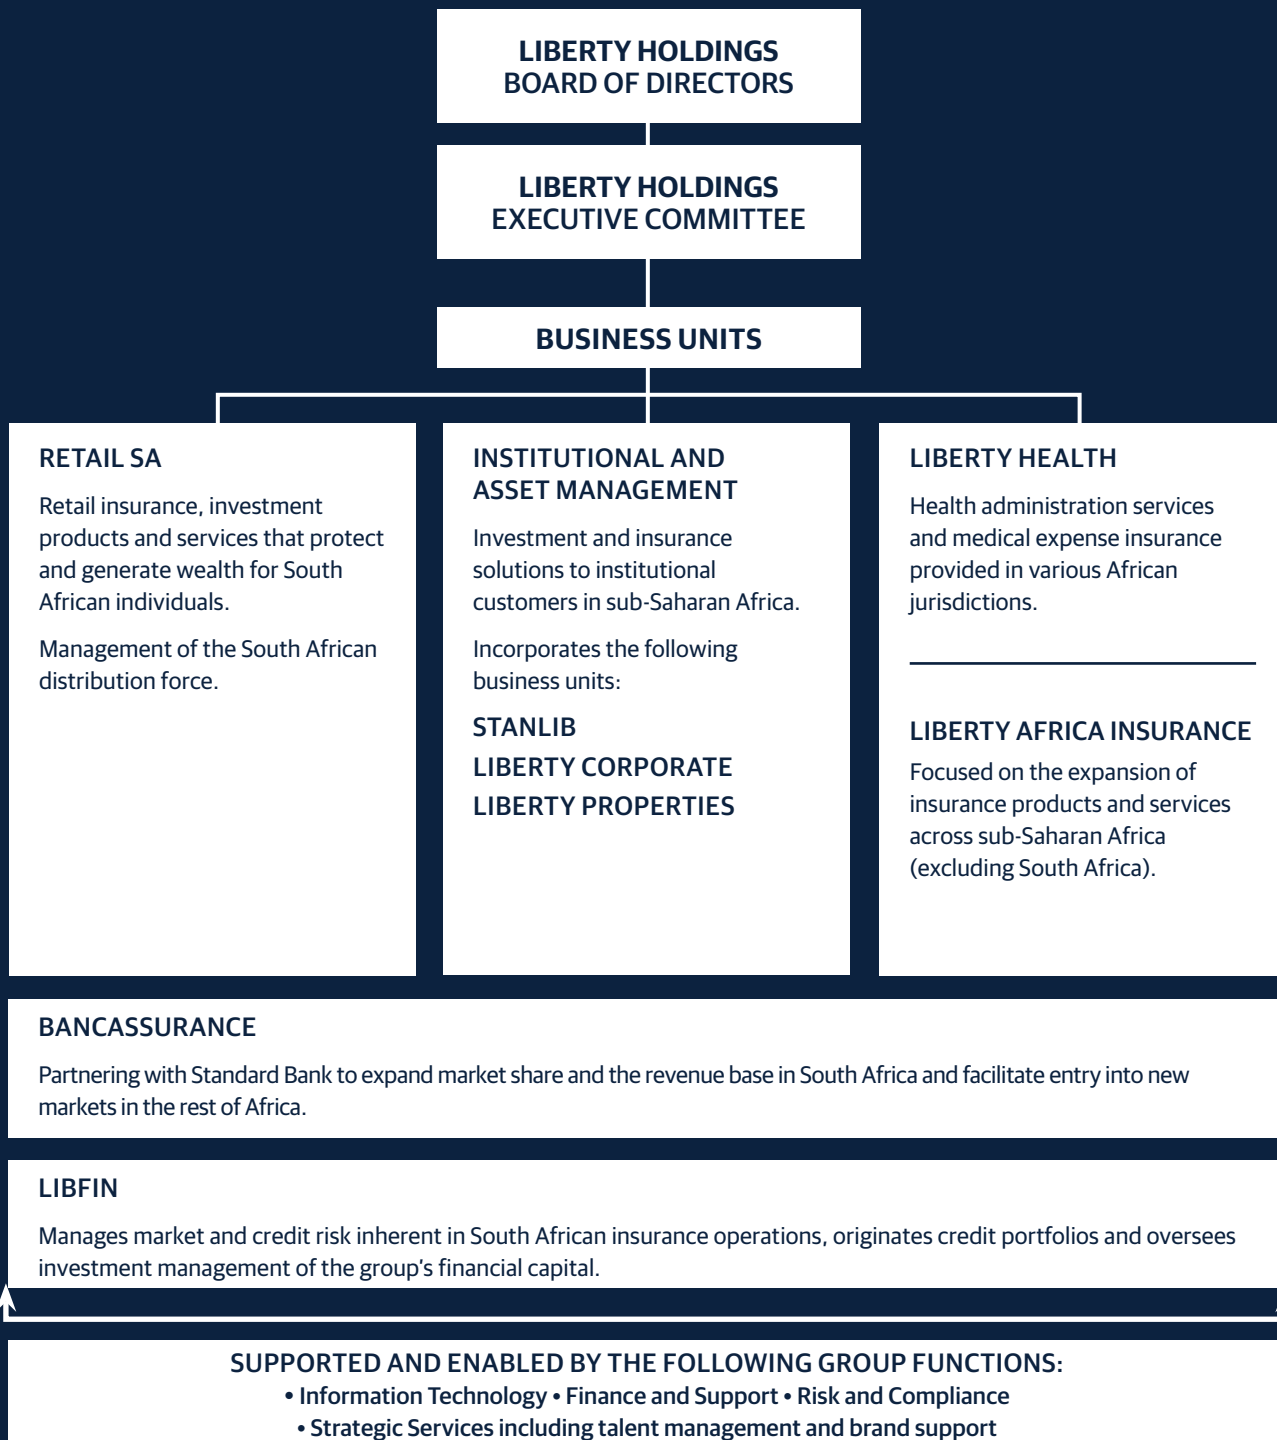 LIBERTY HOLDINGS
BOARD OF DIRECTORS
LIBERTY HOLDINGS
EXECUTIVE COMMITTEE
BUSINESS UNITS
RETAIL SA
Retail insurance, investment
products and services that protect
and generate wealth for South
African individuals.
Management of the South African
distribution force.
INSTITUTIONAL AND
ASSET MANAGEMENT
Investment and insurance
solutions to institutional
customers in sub-Saharan Africa.
Incorporates the following
business units:
STANLIB
LIBERTY CORPORATE
LIBERTY PROPERTIES
LIBERTY HEALTH
Health administration services
and medical expense insurance
provided in various African
jurisdictions.
LIBERTY AFRICA INSURANCE
Focused on the expansion of
insurance products and services
across sub-Saharan Africa
(excluding South Africa).
BANCASSURANCE
Partnering with Standard Bank to expand market share and the revenue base in South Africa and facilitate entry into new
markets in the rest of Africa.
LIBFIN
Manages market and credit risk inherent in South African insurance operations, originates credit portfolios and oversees
investment management of the group's financial capital.
SUPPORTED AND ENABLED BY THE FOLLOWING GROUP FUNCTIONS:
• Information Technology • Finance and Support • Risk and Compliance
• Strategic Services including talent management and brand support